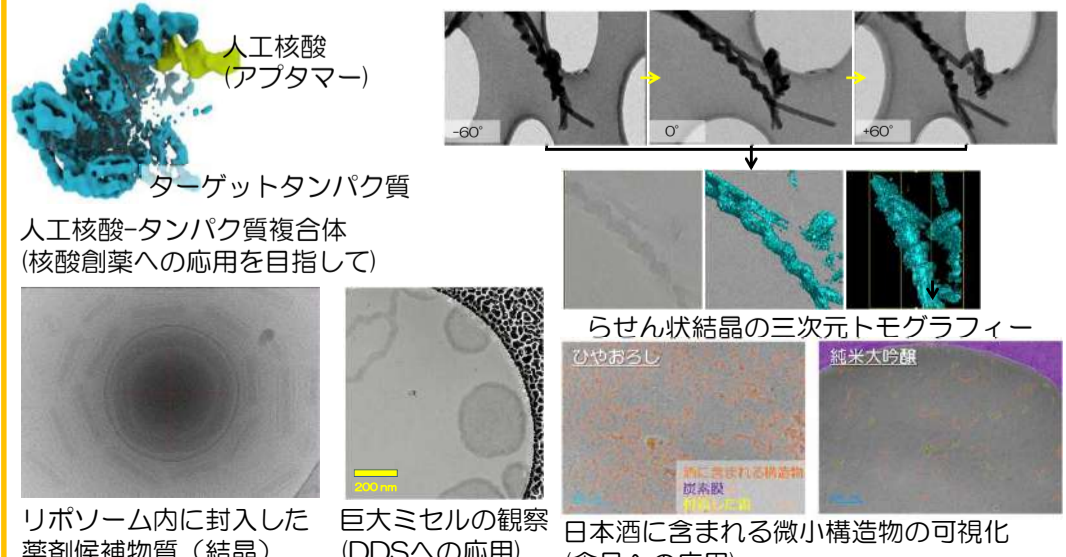 人工核酸
(アプタマー)
ターゲットタンパク質
人工核酸-タンパク質複合体
(核酸創薬への応用を目指して)
-60°
0°
+60°
らせん状結晶の三次元トモグラフィー
リポソーム内に封入した
薬剤候補物質(結晶)
200 nm
巨大ミセルの観察
(DDSへの応用)
ひやおろし
酒に含まれる構造物
炭素膜
純米大吟醸
日本酒に含まれる微小構造物の可視化
(食品への応用)